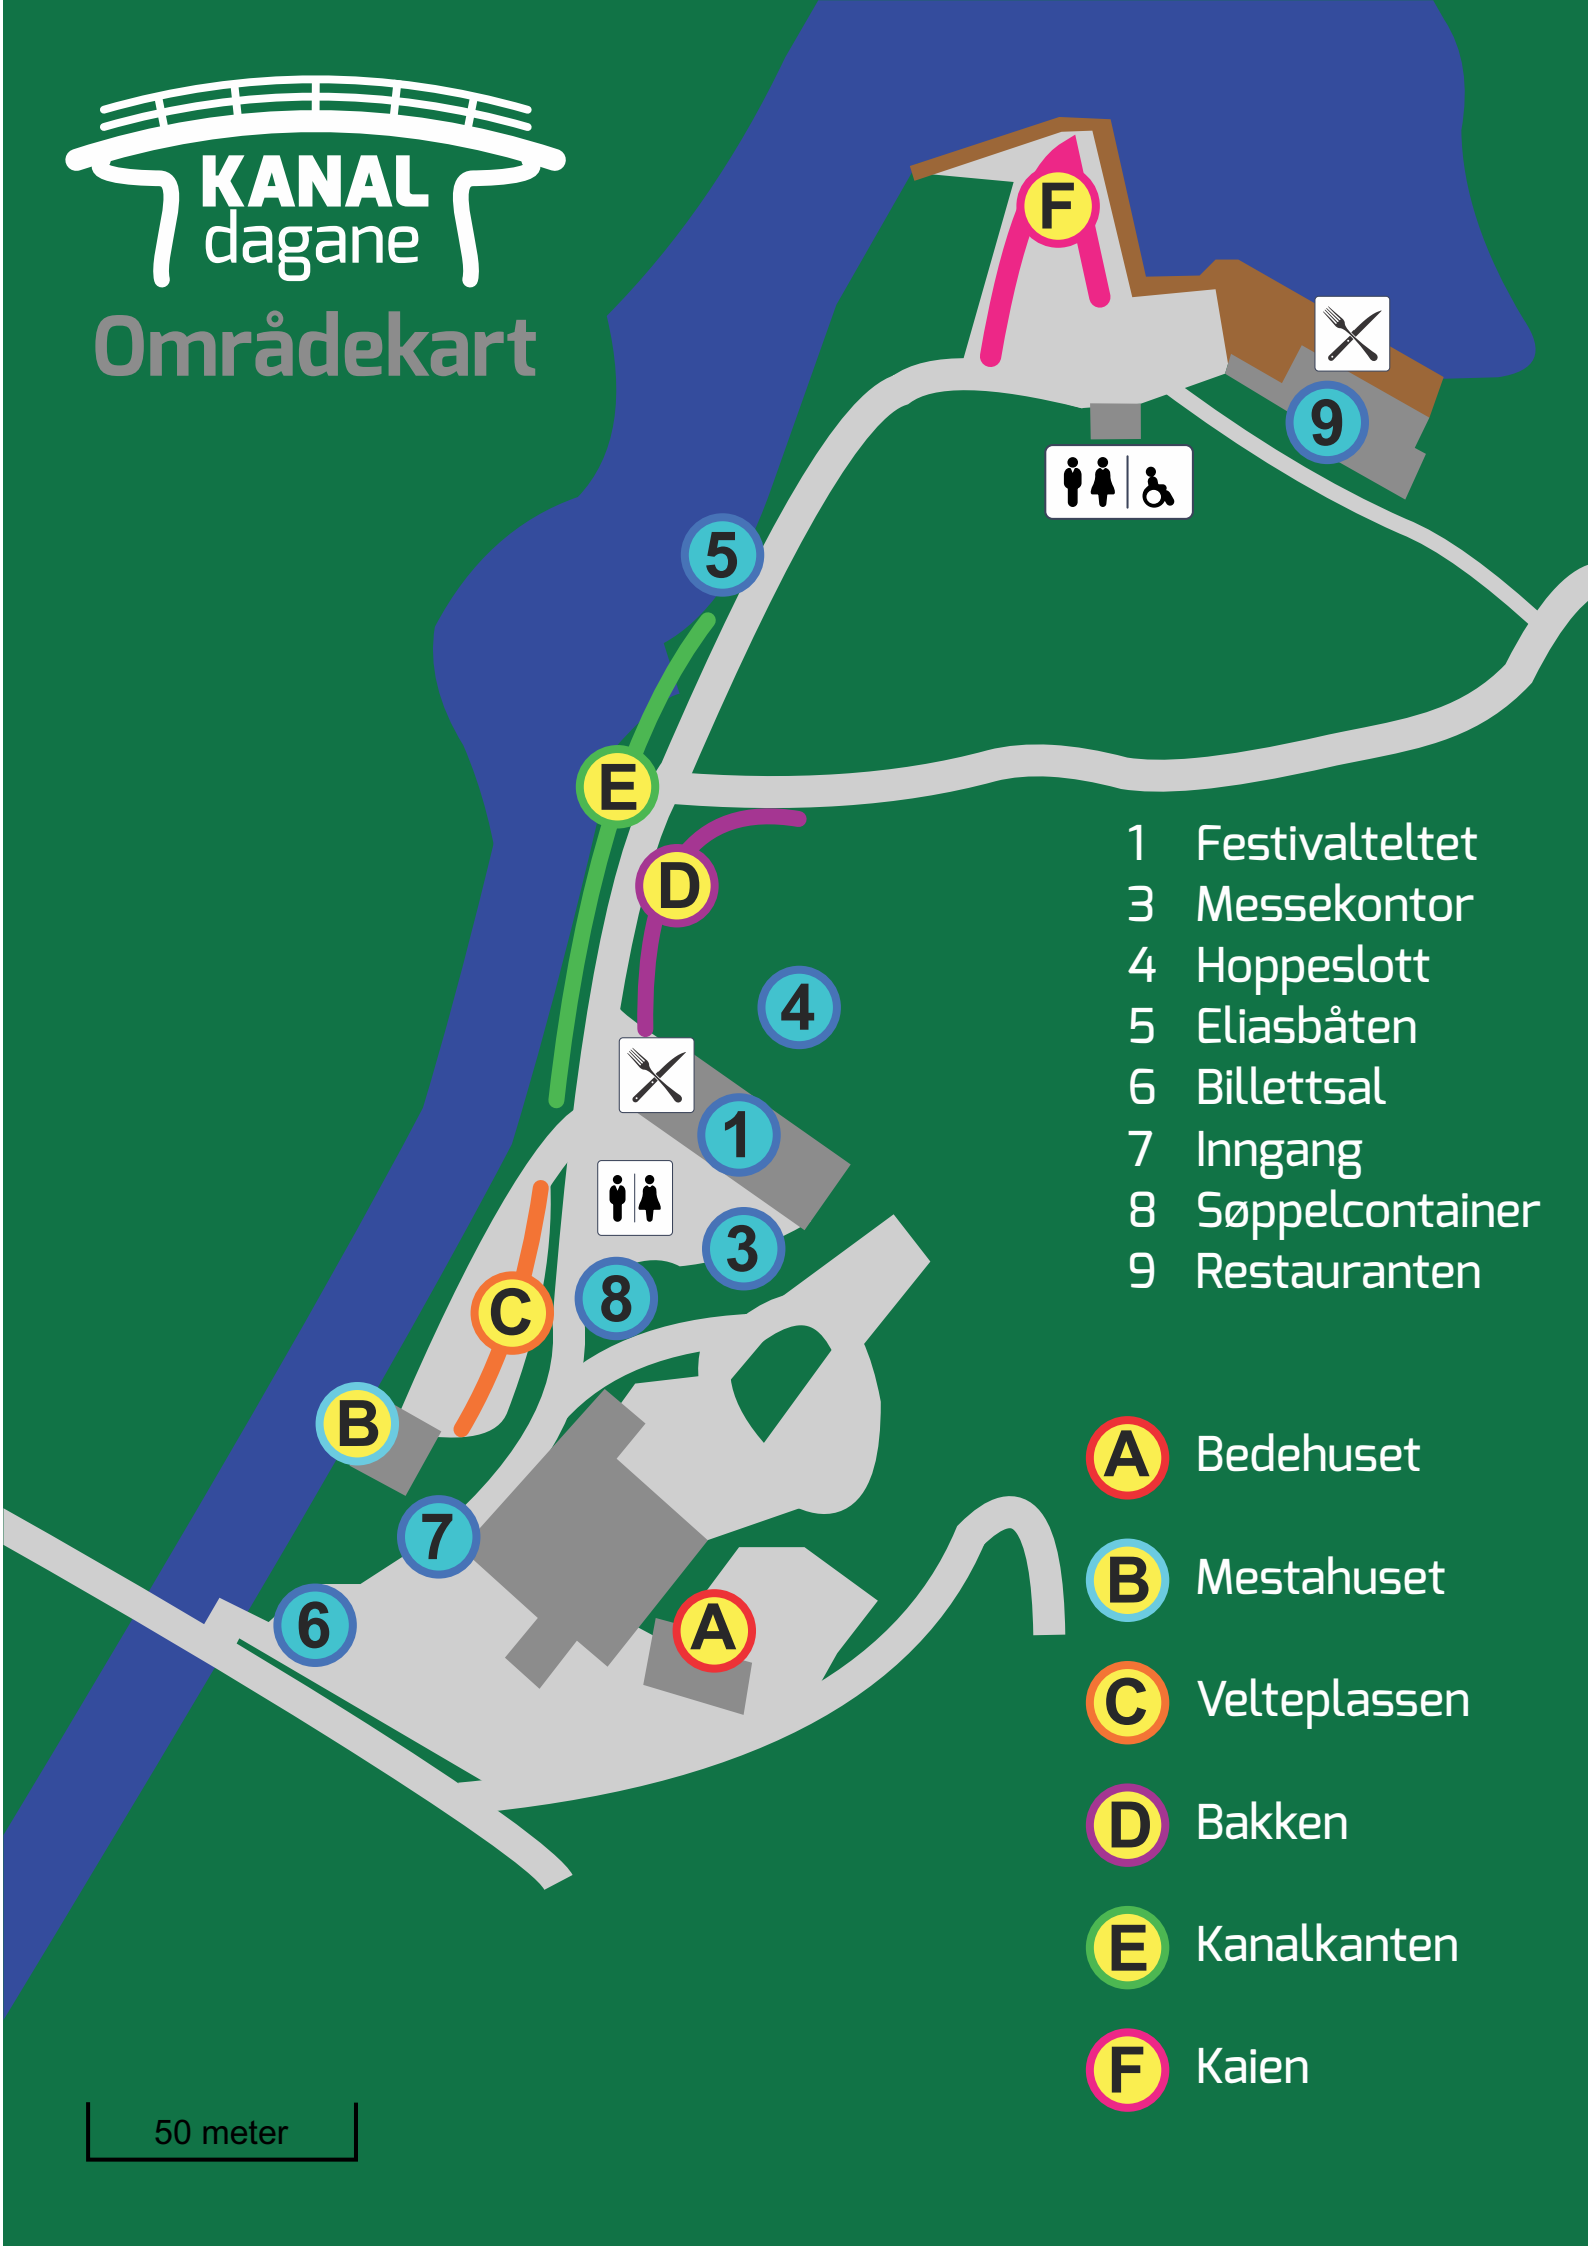 KANAL
dagane
Områdekart
F
9
5
E
D
4
1
3
8
C
B
7
6
A
1 Festivalteltet
3 Messekontor
4 Hoppeslott
5 Eliasbåten
6 Billettsal
7 Inngang
8 Søppelcontainer
9 Restauranten
A Bedehuset
B Mestahuset
C Velteplassen
D Bakken
E Kanalkanten
F Kaien
50 meter